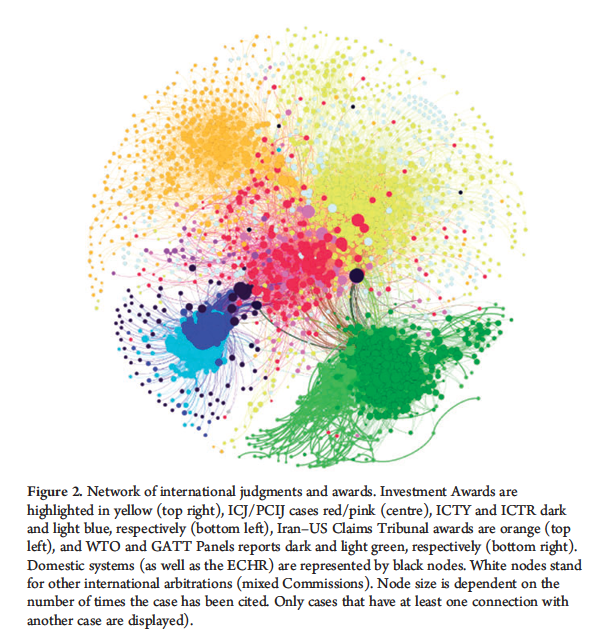 Figure 2. Network of international judgments and awards. Investment Awards are
highlighted in yellow (top right), ICJ/PCIJ cases red/pink (centre), ICTY and ICTR dark
and light blue, respectively (bottom left), Iran–US Claims Tribunal awards are orange (top
left), and WTO and GATT Panels reports dark and light green, respectively (bottom right).
Domestic systems (as well as the ECHR) are represented by black nodes. White nodes stand
for other international arbitrations (mixed Commissions). Node size is dependent on the
number of times the case has been cited. Only cases that have at least one connection with
another case are displayed).